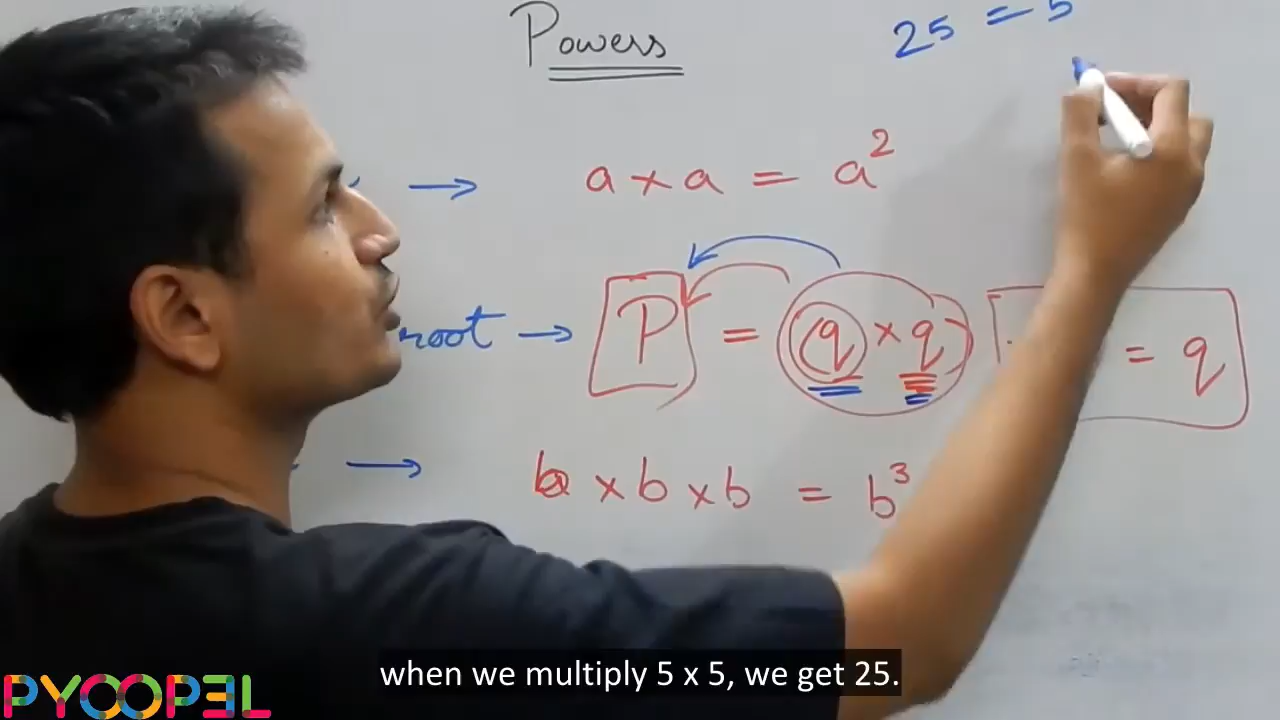 Powers
25 = 5
→ a × a = a²
root → P = q × q = q
→ b × b × b = b³
when we multiply 5 x 5, we get 25.
PYOOPEL